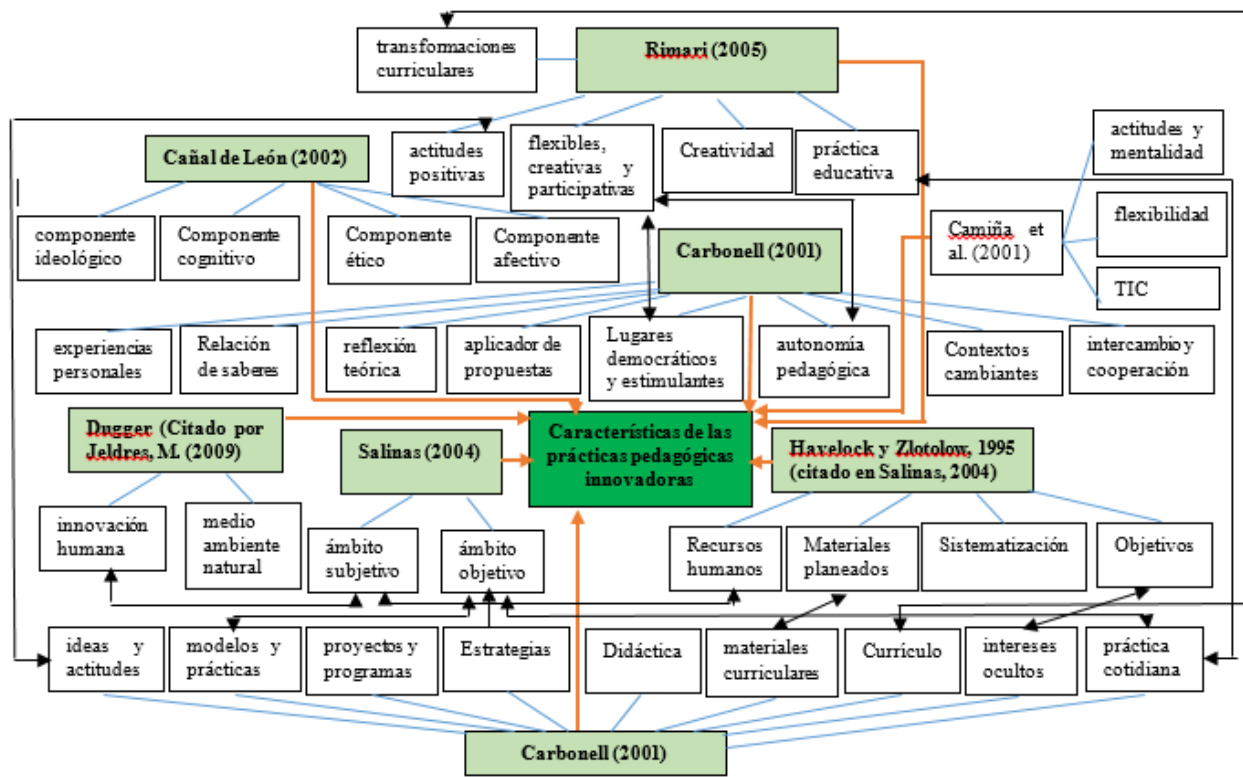 transformaciones
curriculares
Rimari (2005)
actitudes y
mentalidad
Cañal de León (2002)
actitudes
positivas
flexibles,
creativas y
participativas
Creatividad
práctica
educativa
flexibilidad
componente
ideológico
Componente
cognitivo
Componente
ético
Componente
afectivo
Carbonell (2001)
Camiña et
al. (2001)
TIC
experiencias
personales
Relación
de saberes
reflexión
teórica
aplicador de
propuestas
Lugares
democráticos
y estimulantes
autonomía
pedagógica
Contextos
cambiantes
intercambio y
cooperación
Dugger (Citado por
Jeldres, M. (2009)
Salinas (2004)
Características de las
prácticas pedagógicas
innovadoras
Havelock y Zlotolow, 1995
(citado en Salinas, 2004)
innovación
humana
medio
ambiente
natural
ámbito
subjetivo
ámbito
objetivo
Recursos
humanos
Materiales
planeados
Sistematización
Objetivos
ideas y
actitudes
modelos y
prácticas
proyectos y
programas
Estrategias
Didáctica
materiales
curriculares
Currículo
intereses
ocultos
práctica
cotidiana
Carbonell (2001)